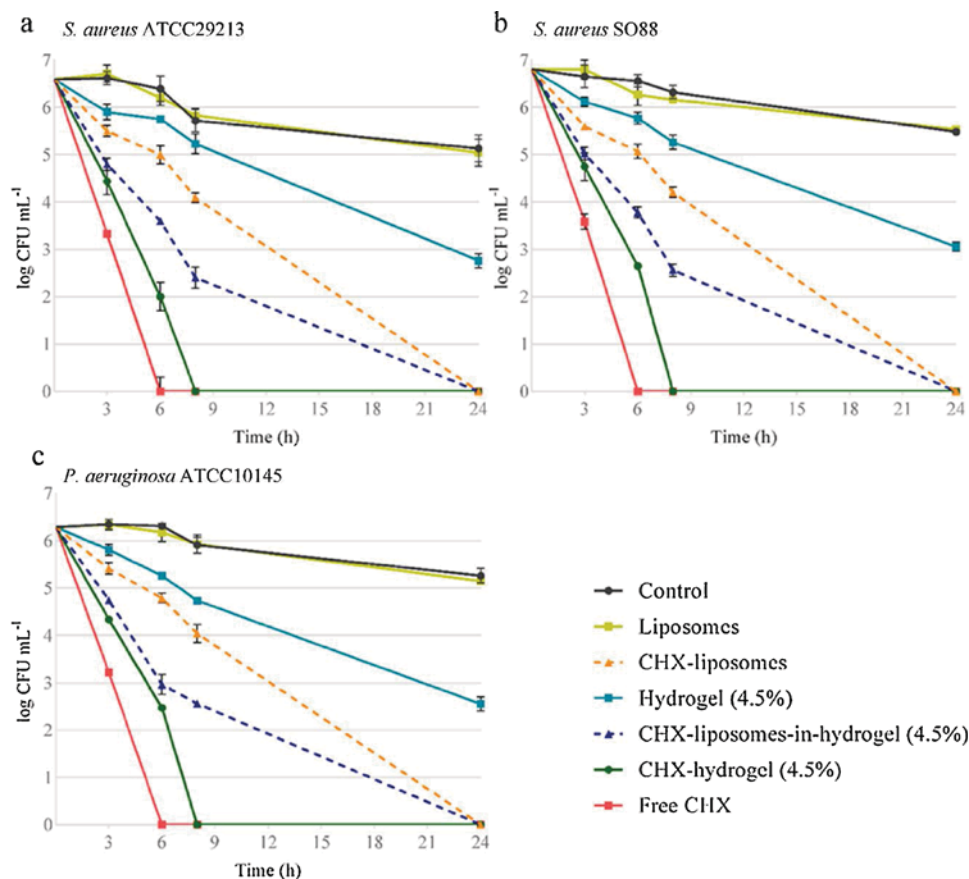 a
S. aureus ATCC29213
7
6
5
4
3
2
1
0
log CFU mL⁻¹
3 6 9 12 15 18 21 24
Time (h)
b
S. aureus SO88
7
6
5
4
3
2
1
0
log CFU mL⁻¹
3 6 9 12 15 18 21 24
Time (h)
c
P. aeruginosa ATCC10145
7
6
5
4
3
2
1
0
log CFU mL⁻¹
3 6 9 12 15 18 21 24
Time (h)
Control
Liposomes
CHX-liposomes
Hydrogel (4.5%)
CHX-liposomes-in-hydrogel (4.5%)
CHX-hydrogel (4.5%)
Free CHX